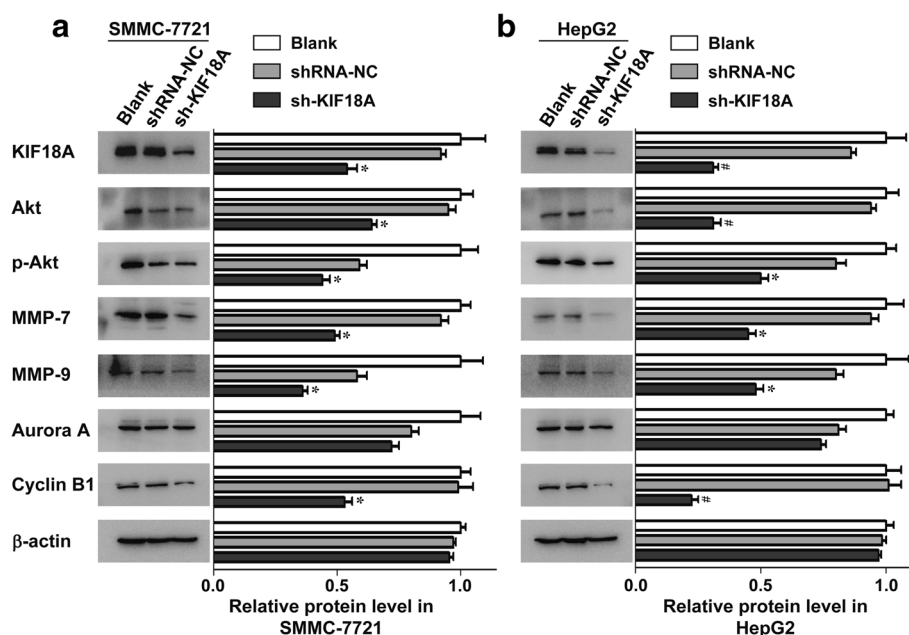 a
SMMC-7721
Blank
shRNA-NC
sh-KIF18A
Blank
shRNA-NC
sh-KIF18A
b
HepG2
Blank
shRNA-NC
sh-KIF18A
Blank
shRNA-NC
sh-KIF18A
KIF18A
*
#
Akt
*
#
p-Akt
*
*
MMP-7
*
*
MMP-9
*
*
Aurora A
Cyclin B1
*
#
β-actin
0.0 0.5 1.0
Relative protein level in
SMMC-7721
0.0 0.5 1.0
Relative protein level in
HepG2